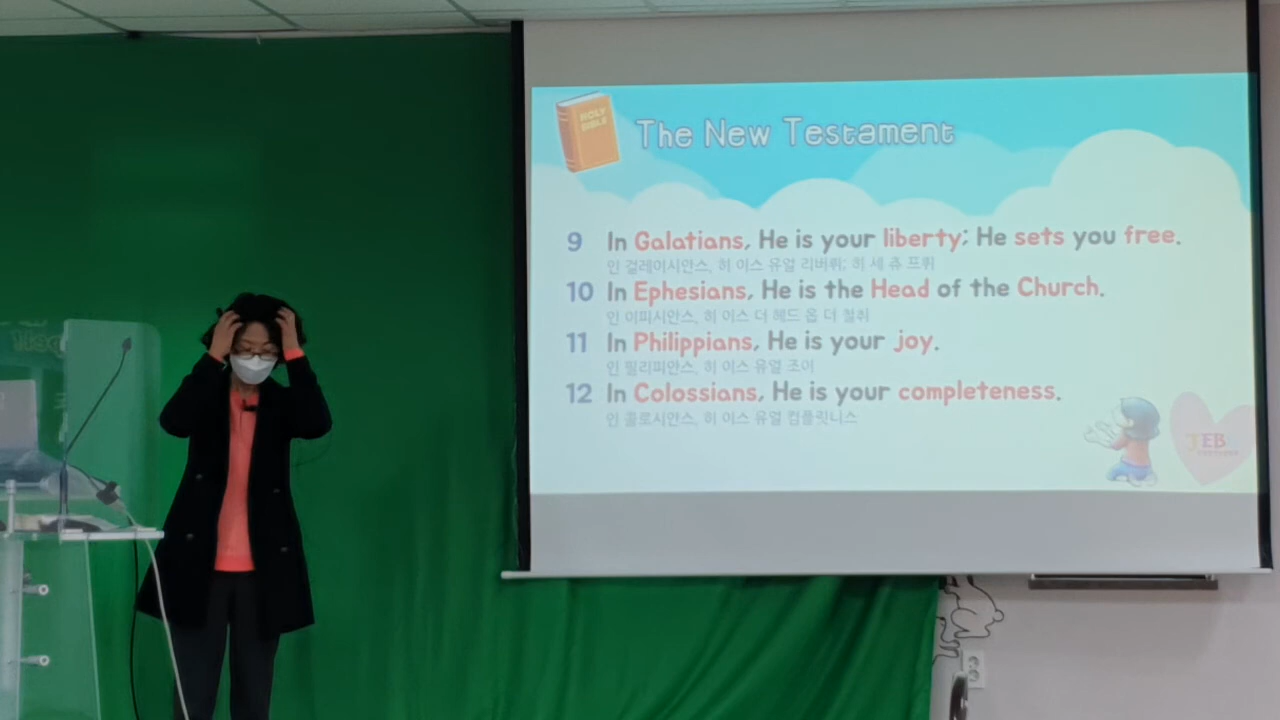 HOLY
BIBLE
The New Testament
9 In Galatians, He is your liberty; He sets you free.
인 걸레이시안스, 히 이스 유얼 리버뤼; 히 세 츄 프뤼
10 In Ephesians, He is the Head of the Church.
인 이피시안스, 히 이스 더 헤드 옵 더 철취
11 In Philippians, He is your joy.
인 필리피안스, 히 이스 유얼 조이
12 In Colossians, He is your completeness.
인 콜로시안스, 히 이스 유얼 컴플릿니스